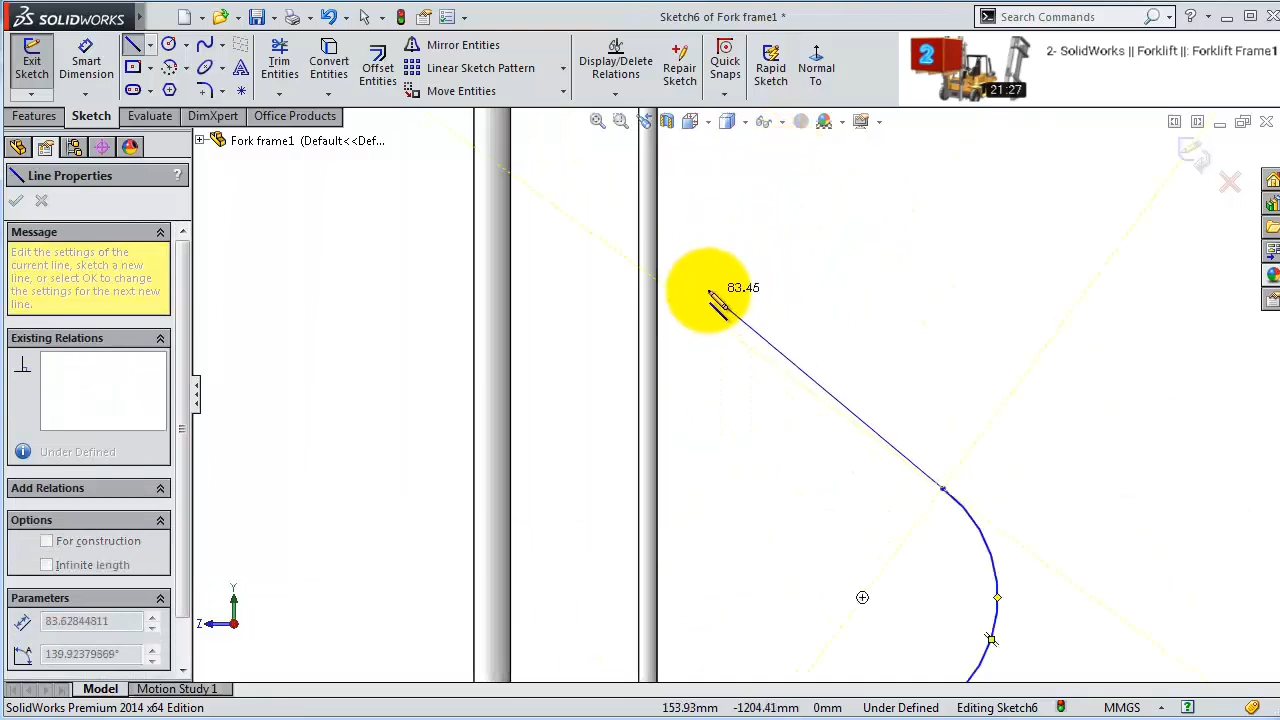 SOLIDWORKS
Sketch6 of Fork frame1 *
Search Commands
Exit Sketch
Smart Dimension
Trim Entities
Convert Entities
Offset Entities
Mirror Entities
Linear Sketch Pattern
Move Entities
Display/Delete Relations
Repair Sketch
Quick Snaps
Rapid Sketch
Normal To
2
21:27
2- SolidWorks || Forklift ||: Forklift Frame1
Features
Sketch
Evaluate
DimXpert
Office Products
Fork frame1 (Default<<Def...
Line Properties
?
Message
Edit the settings of the
current line, sketch a new
line, or select OK to change
the settings for the next new
line.
Existing Relations
Under Defined
Add Relations
Options
For construction
Infinite length
Parameters
83.62844811
139.92379869°
83.45
Y
Z
Model
Motion Study 1
SolidWorks Premium 2014 x64 Edition
153.93mm
-1204.41mm
0mm
Under Defined
Editing Sketch6
MMGS